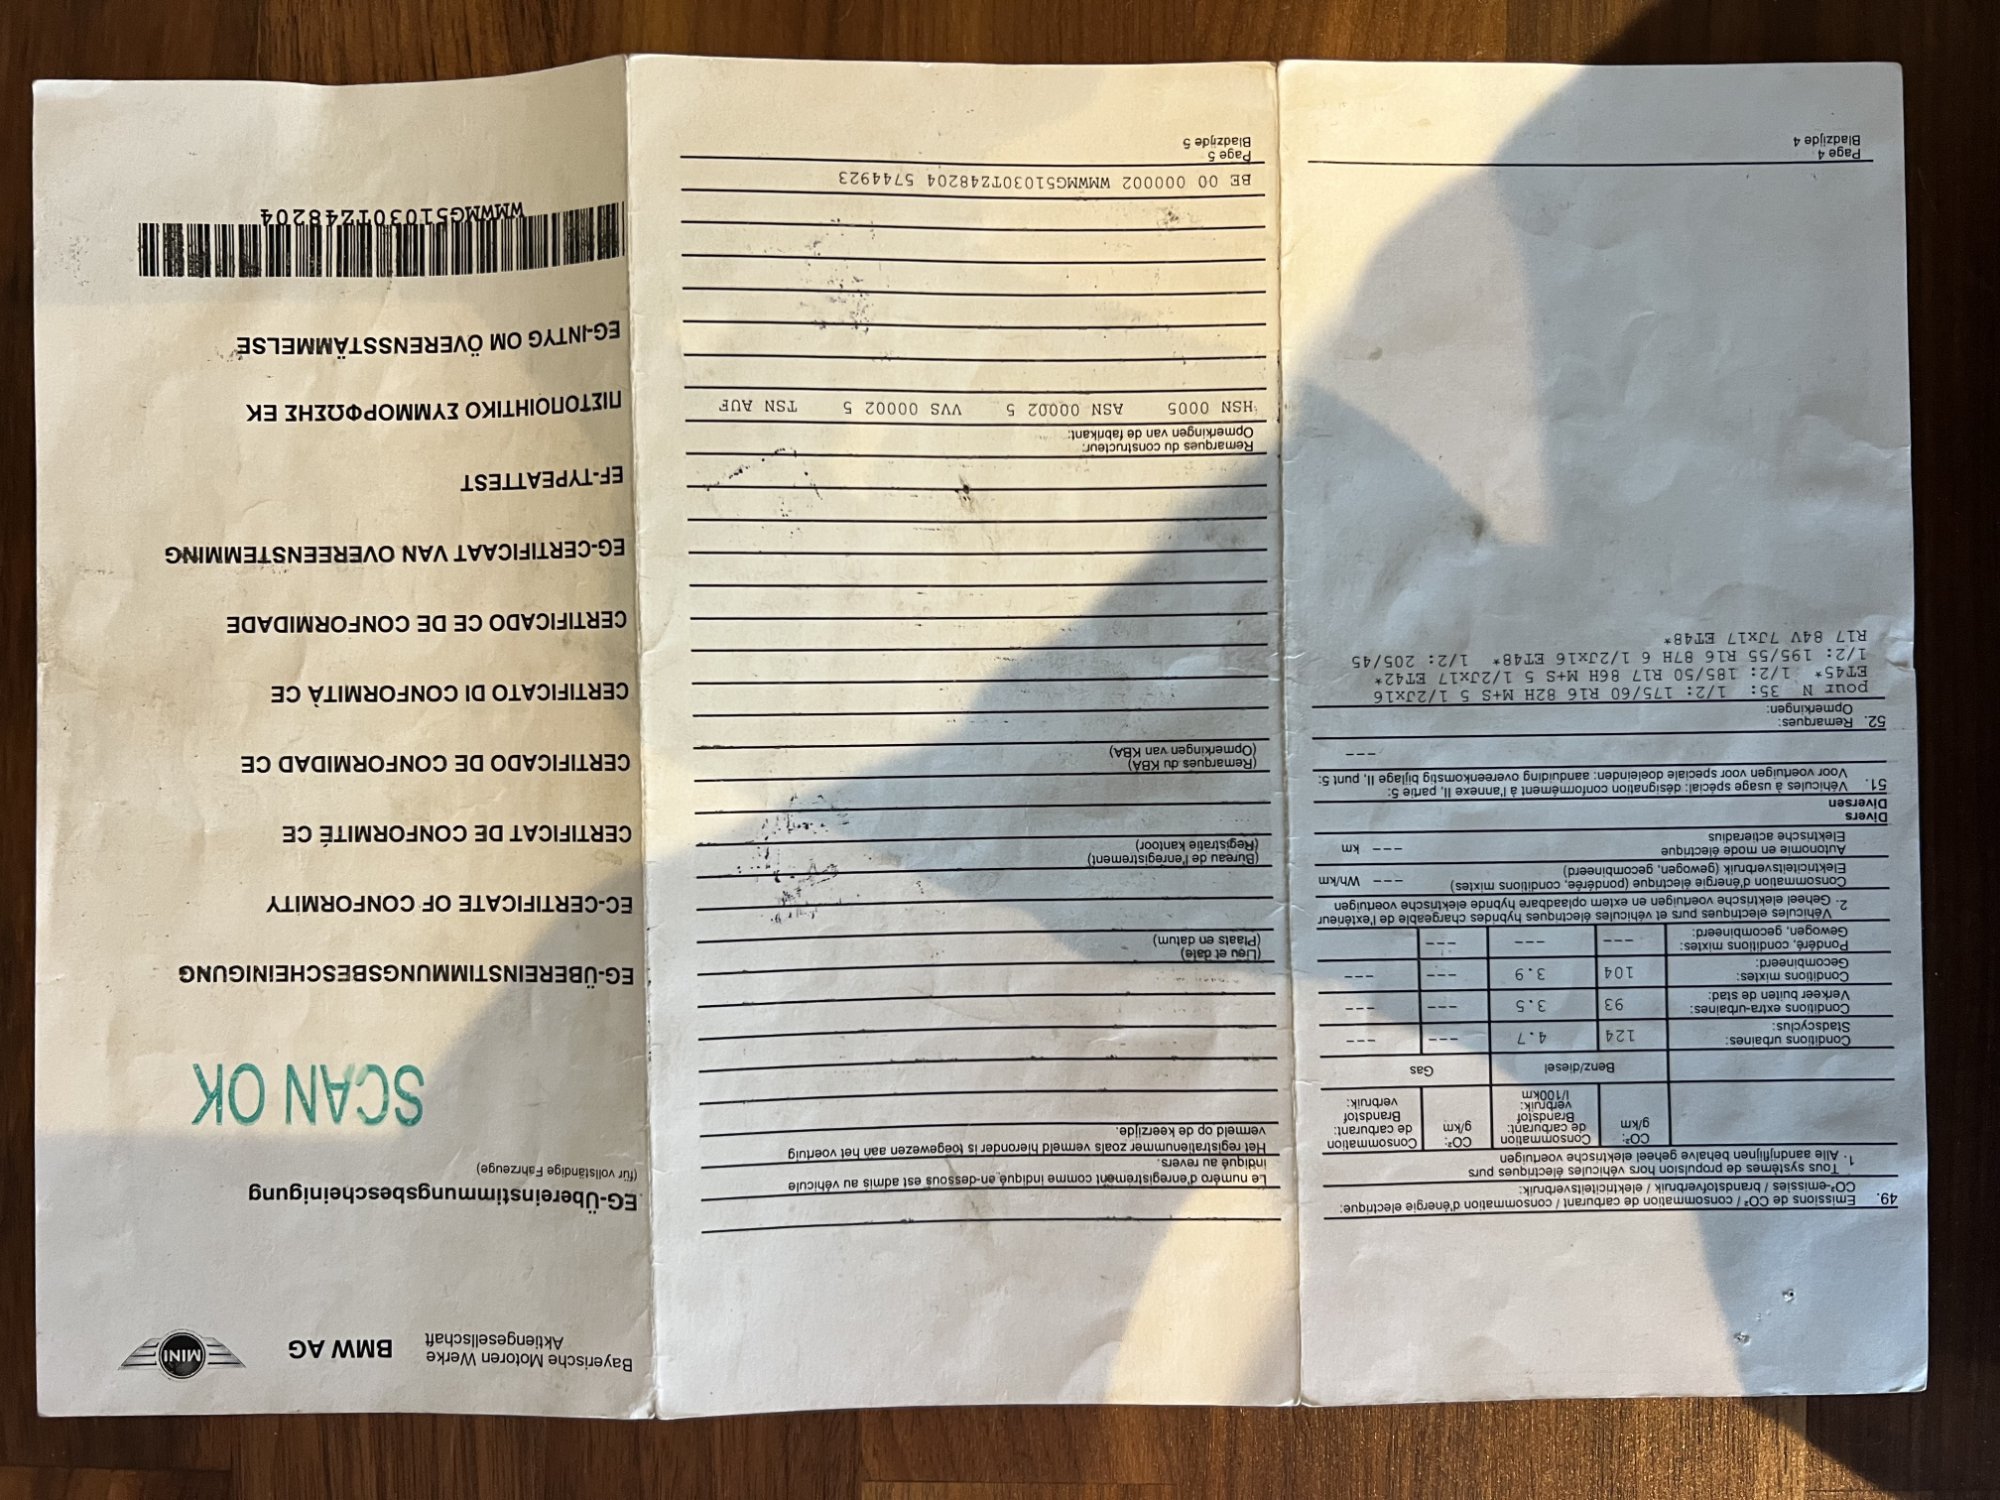 49. Emissions de CO² / consommation de carburant / consommation d'énergie electrique:
CO²-emissies / brandstofverbruik / elektriciteitsverbruik:
1. Tous systèmes de propulsion hors véhicules électriques purs
Alle aandrijflijnen behalve geheel elektrische voertuigen
CO²:
g/km
Consommation
de carburant:
Brandstof
verbruik:
l/100km
CO²:
g/km
Consommation
de carburant:
Brandstof
verbruik:
Benz/diesel
Gas
Conditions urbaines:
Stadscyclus:
124 4.7 --- ---
Conditions extra-urbaines:
Verkeer buiten de stad:
93 3.5 --- ---
Conditions mixtes:
Gecombineerd:
104 3.9 --- ---
Pondéré, conditions mixtes:
Gewogen, gecombineerd:
--- --- ---
2. Véhicules électriques purs et véhicules électriques hybrides chargeable de l'extérieur
Geheel elektrische voertuigen en extern oplaadbare hybride elektrische voertuigen
Consommation d'énergie électrique (pondérée, conditions mixtes)
Elektriciteitsverbruik (gewogen, gecombineerd)
--- Wh/km
Autonomie en mode électrique
Elektrische actieradius
--- km
Divers
Diversen
51. Véhicules à usage spécial: désignation conformément à l'annexe II, partie 5:
Voor voertuigen voor speciale doeleinden: aanduiding overeenkomstig bijlage II, punt 5:
---
52. Remarques:
Opmerkingen:
pour N 35: 1/2: 175/60 R16 82H M+S 5 1/2Jx16
ET45* 1/2: 185/50 R17 86H M+S 5 1/2Jx17 ET42*
1/2: 195/55 R16 87H 6 1/2Jx16 ET48* 1/2: 205/45
R17 84V 7Jx17 ET48*
Page 4
Bladzijde 4
Le numéro d'enregistrement comme indiqué en-dessous est admis au véhicule
indiqué au revers.
Het registratienummer zoals vermeld hieronder is toegewezen aan het voertuig
vermeld op de keerzijde.
(Lieu et date)
(Plaats en datum)
(Bureau de l'enregistrement)
(Registratie kantoor)
(Remarques du KBA)
(Opmerkingen van KBA)
Remarques du constructeur:
Opmerkingen van de fabrikant:
HSN 0005 ASN 00002 5 VVS 00002 5 TSN AUF
BE 00 000002 WMWMG51030TZ48204 5744923
Page 5
Bladzijde 5
Bayerische Motoren Werke
Aktiengesellschaft
BMW AG
MINI
EG-Übereinstimmungsbescheinigung
(für vollständige Fahrzeuge)
SCAN OK
EG-ÜBEREINSTIMMUNGSBESCHEINIGUNG
EC-CERTIFICATE OF CONFORMITY
CERTIFICAT DE CONFORMITÉ CE
CERTIFICADO DE CONFORMIDAD CE
CERTIFICATO DI CONFORMITÀ CE
CERTIFICADO CE DE CONFORMIDADE
EG-CERTIFICAAT VAN OVEREENSTEMMING
EF-TYPEATTEST
ΠΙΣΤΟΠΟΙΗΤΙΚΟ ΣΥΜΜΟΡΦΩΣΗΣ ΕΚ
EG-INTYG OM ÖVERENSSTÄMMELSE
WMWMG51030TZ48204